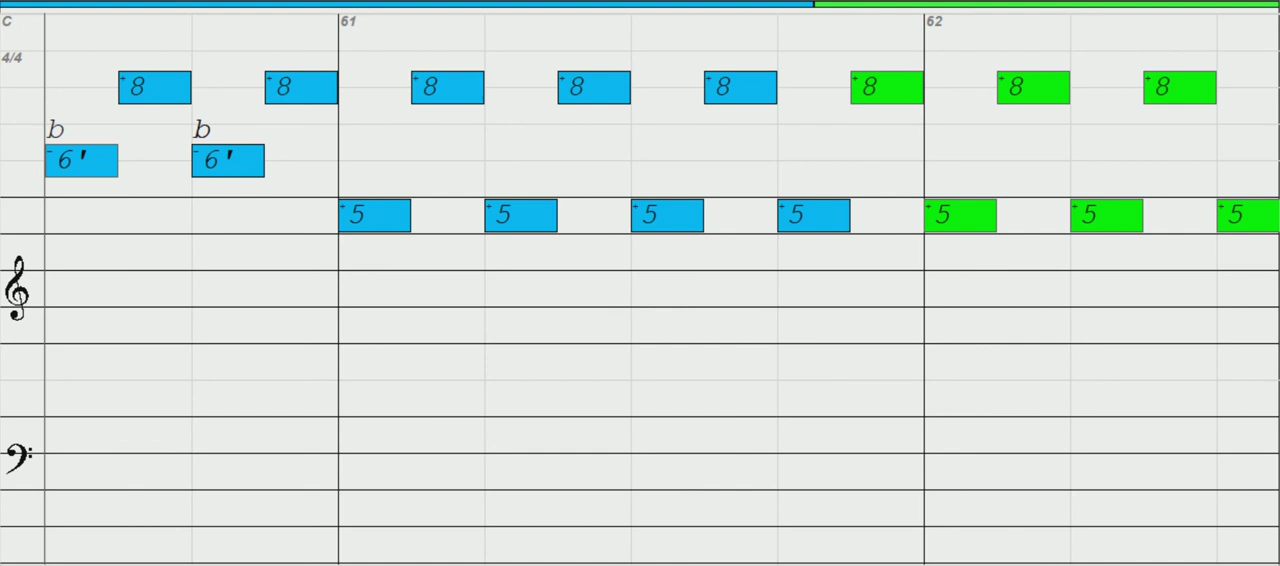 C 61 62
4/4
+8 +8 +8 +8 +8 +8 +8 +8
b b
-6' -6'
+5 +5 +5 +5 +5 +5 +5